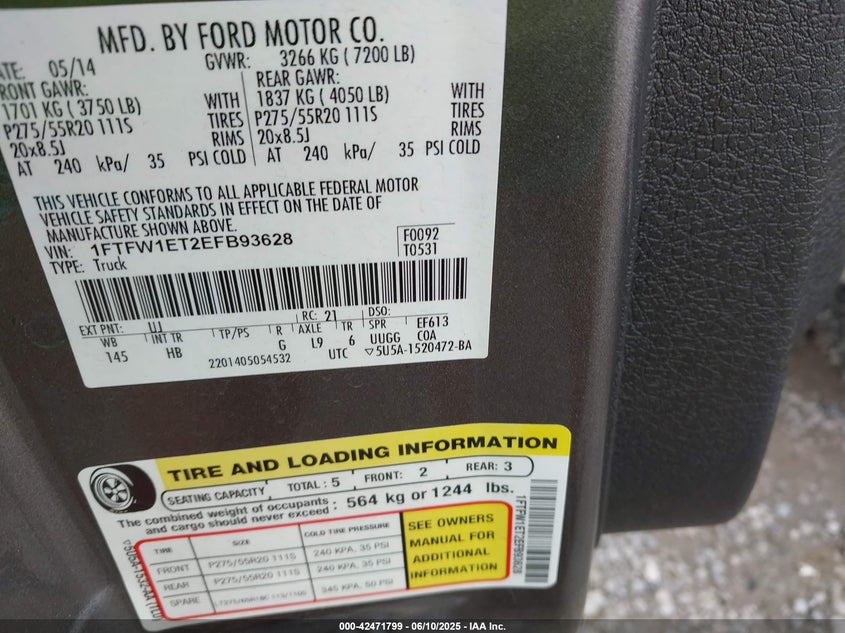 MFD. BY FORD MOTOR CO.
ATE: 05/14 GVWR: 3266 KG ( 7200 LB)
RONT GAWR: REAR GAWR:
1701 KG ( 3750 LB) WITH 1837 KG ( 4050 LB) WITH
P275/55R20 111S TIRES P275/55R20 111S TIRES
20x8.5J RIMS 20x8.5J RIMS
AT 240 kPa/ 35 PSI COLD AT 240 kPa/ 35 PSI COLD
THIS VEHICLE CONFORMS TO ALL APPLICABLE FEDERAL MOTOR
VEHICLE SAFETY STANDARDS IN EFFECT ON THE DATE OF
MANUFACTURE SHOWN ABOVE.
VIN: 1FTFW1ET2EFB93628 F0092
TYPE: Truck T0531
EXT PNT: UJ RC: 21 DSO:
WB INT TR TP/PS R AXLE TR SPR EF613
145 HB G L9 6 UUGG COA
2201405054532 UTC ▽5U5A-1520472-BA
TIRE AND LOADING INFORMATION
SEATING CAPACITY TOTAL : 5 FRONT: 2 REAR: 3
The combined weight of occupants and cargo should never exceed : 564 kg or 1244 lbs.
TIRE SIZE COLD TIRE PRESSURE
FRONT P275/55R20 111S 240 KPA, 35 PSI
REAR P275/55R20 111S 240 KPA, 35 PSI
SPARE 345 KPA, 50 PSI
SEE OWNERS
MANUAL FOR
ADDITIONAL
INFORMATION
1FTFW1ET2EFB93628
000-42471799 - 06/10/2025 - IAA Inc.